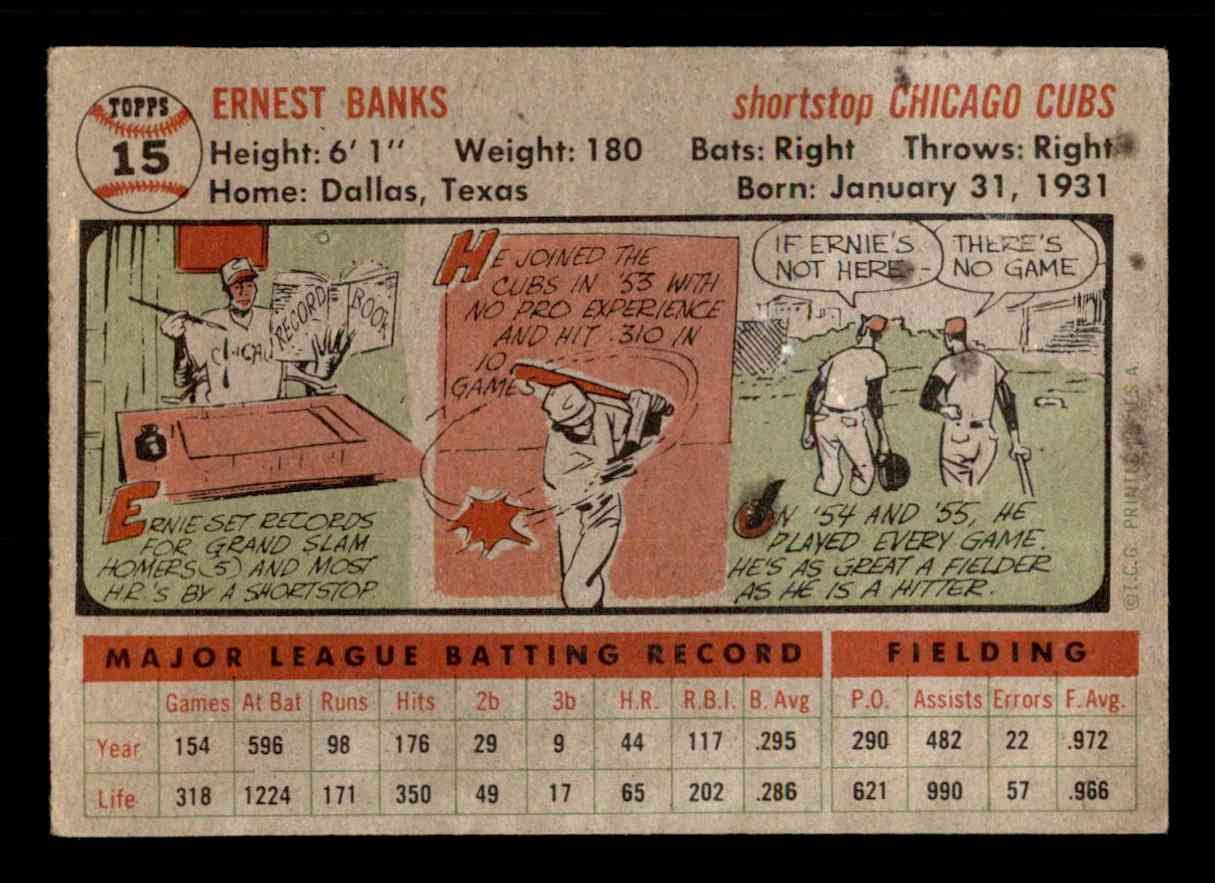 TOPPS
15
ERNEST BANKS
shortstop CHICAGO CUBS
Height: 6' 1" Weight: 180 Bats: Right Throws: Right
Home: Dallas, Texas Born: January 31, 1931
RECORD BOOK
CHICAG
ERNIE SET RECORDS
FOR GRAND SLAM
HOMERS (5) AND MOST
H.R.'S BY A SHORTSTOP
HE JOINED THE
CUBS IN '53 WITH
NO PRO EXPERIENCE
AND HIT .310 IN
10
GAMES
IF ERNIE'S
NOT HERE -
THERE'S
NO GAME
IN '54 AND '55, HE
PLAYED EVERY GAME.
HE'S AS GREAT A FIELDER
AS HE IS A HITTER.
©T.C.G. PRINTED IN U.S.A.
MAJOR LEAGUE BATTING RECORD FIELDING
Games At Bat Runs Hits 2b 3b H.R. R.B.I. B. Avg P.O. Assists Errors F. Avg.
Year 154 596 98 176 29 9 44 117 .295 290 482 22 .972
Life 318 1224 171 350 49 17 65 202 .286 621 990 57 .966